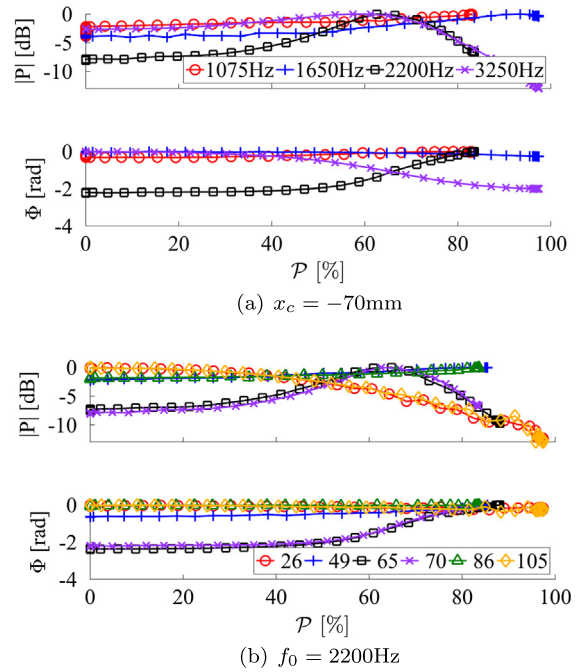 |P| [dB]
0
-5
-10
1075Hz 1650Hz 2200Hz 3250Hz
Φ [rad]
0
-2
-4
0 20 40 60 80 100
𝒫 [%]
(a) x_c = −70mm
|P| [dB]
0
-5
-10
Φ [rad]
0
-2
-4
26 49 65 70 86 105
0 20 40 60 80 100
𝒫 [%]
(b) f_0 = 2200Hz